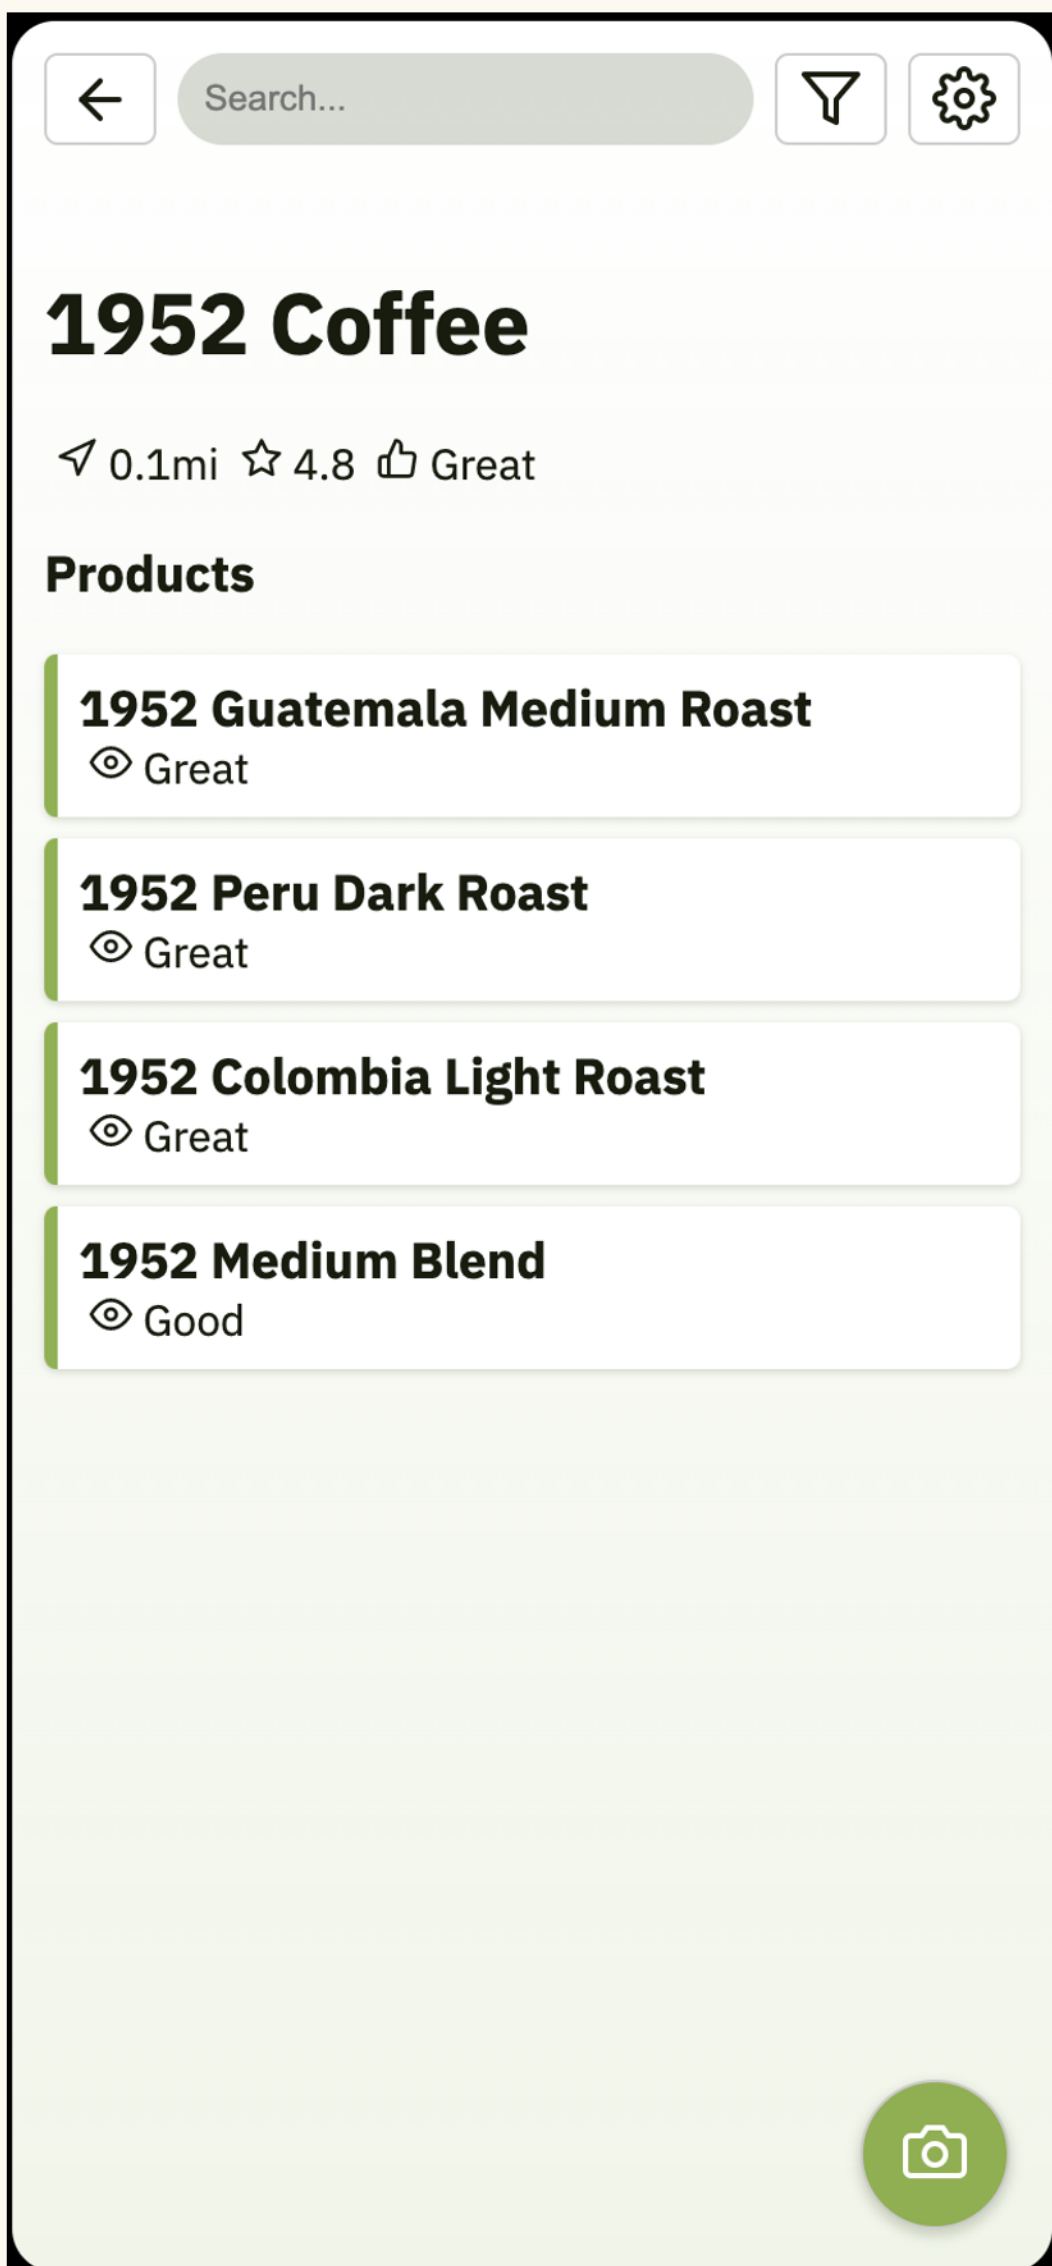 Search...
1952 Coffee
0.1mi 4.8 Great
Products
1952 Guatemala Medium Roast
Great
1952 Peru Dark Roast
Great
1952 Colombia Light Roast
Great
1952 Medium Blend
Good